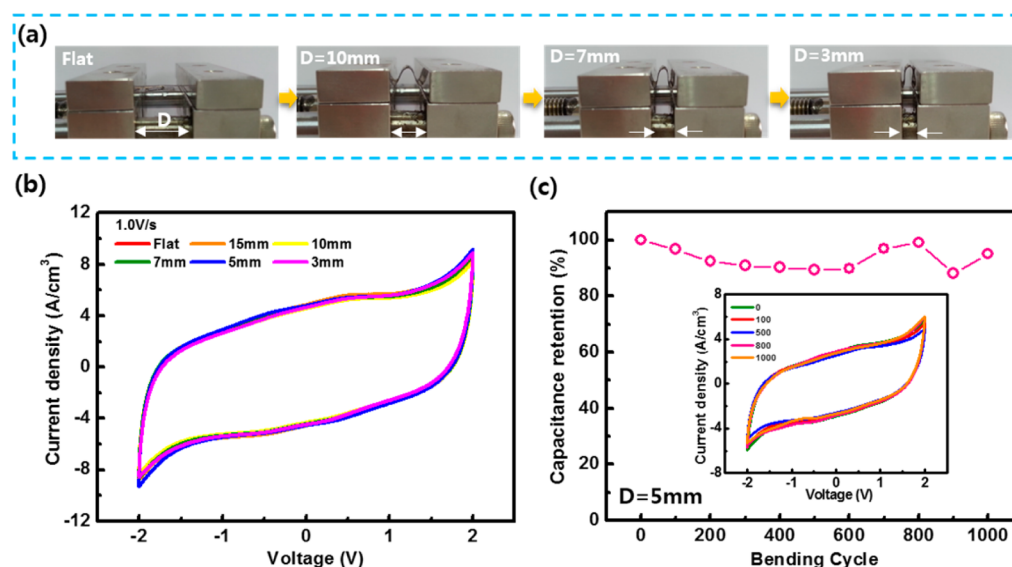 (a)
Flat
D=10mm
D=7mm
D=3mm
D
(b)
12
8
4
0
-4
-8
-12
Current density (A/cm³)
1.0V/s
Flat
15mm
10mm
7mm
5mm
3mm
-2
-1
0
1
2
Voltage (V)
(c)
100
80
60
40
20
0
Capacitance retention (%)
8
4
0
-4
-8
Current density (A/cm³)
0
100
500
800
1000
-2
-1
0
1
2
Voltage (V)
D=5mm
0
200
400
600
800
1000
Bending Cycle